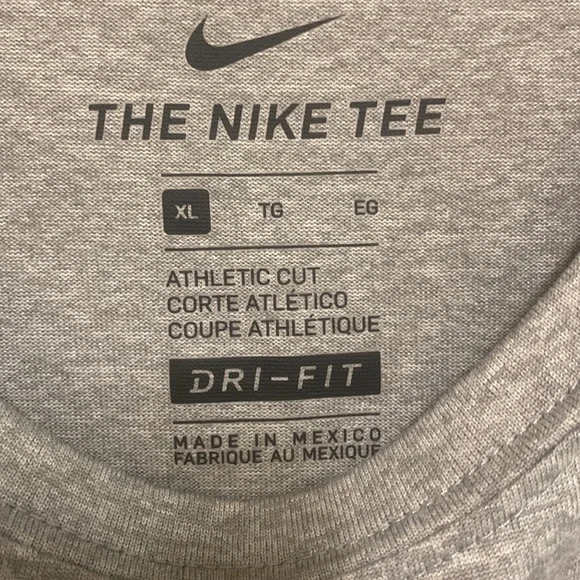 THE NIKE TEE
XL TG EG
ATHLETIC CUT
CORTE ATLÉTICO
COUPE ATHLÉTIQUE
DRI-FIT
MADE IN MEXICO
FABRIQUE AU MEXIQUE